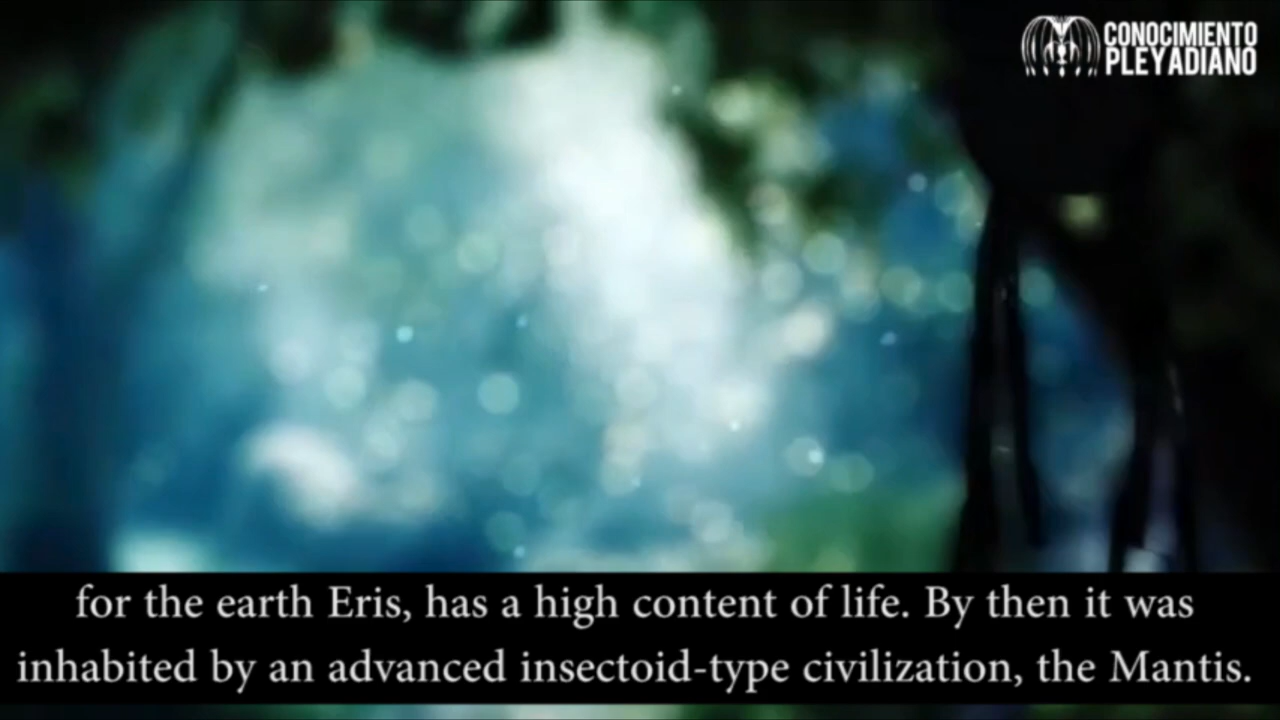 CONOCIMIENTO
PLEYADIANO
for the earth Eris, has a high content of life. By then it was
inhabited by an advanced insectoid-type civilization, the Mantis.